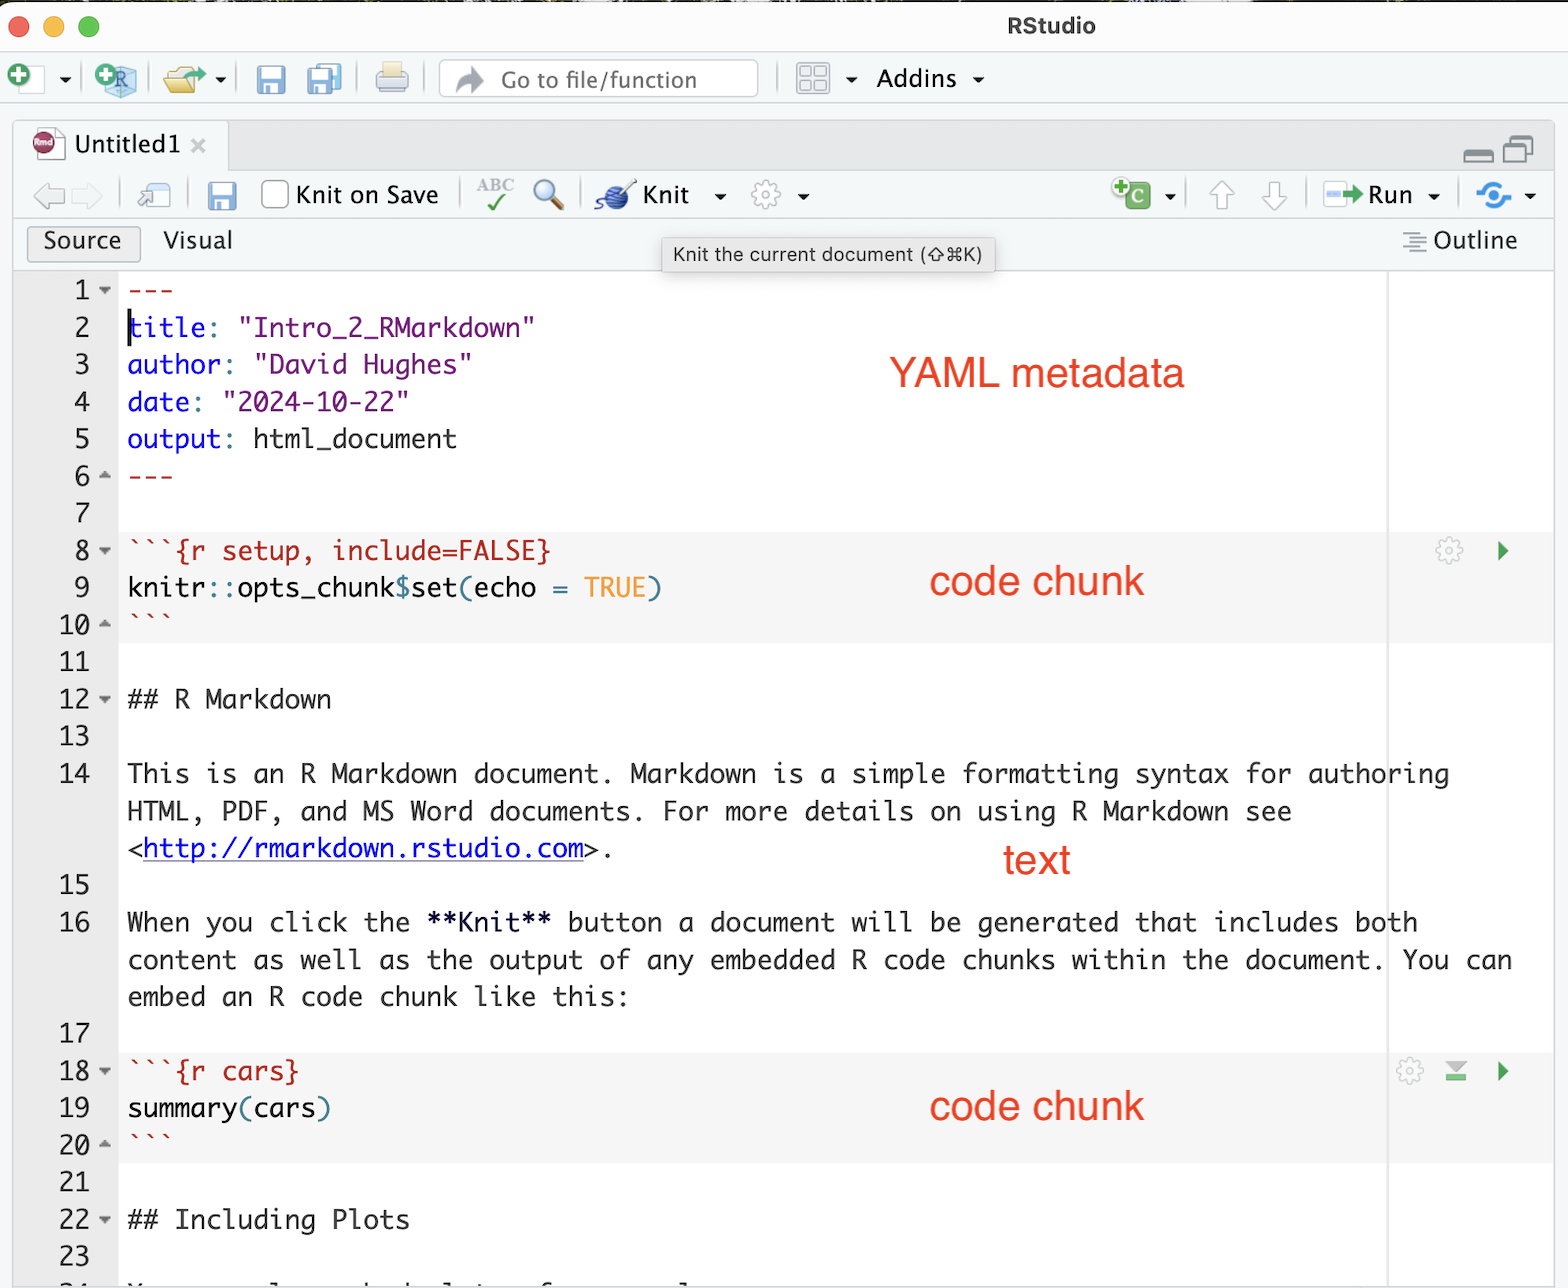 RStudio
Go to file/function Addins
Rmd Untitled1
Knit on Save ABC Knit C Run
Source Visual Outline
Knit the current document (⇧⌘K)
1 ---
2 title: "Intro_2_RMarkdown"
3 author: "David Hughes"
YAML metadata
4 date: "2024-10-22"
5 output: html_document
6 ---
7
8 ```{r setup, include=FALSE}
9 knitr::opts_chunk$set(echo = TRUE)
code chunk
10 ```
11
12 ## R Markdown
13
14 This is an R Markdown document. Markdown is a simple formatting syntax for authoring
HTML, PDF, and MS Word documents. For more details on using R Markdown see
<http://rmarkdown.rstudio.com>.
text
15
16 When you click the **Knit** button a document will be generated that includes both
content as well as the output of any embedded R code chunks within the document. You can
embed an R code chunk like this:
17
18 ```{r cars}
19 summary(cars)
code chunk
20 ```
21
22 ## Including Plots
23